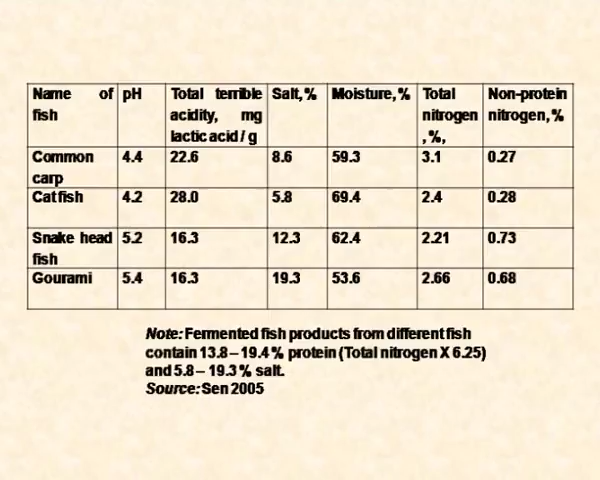 Name of pH Total terrible Salt,% Moisture,% Total Non-protein
fish acidity, mg nitrogen nitrogen,%
lactic acid / g ,%,
Common 4.4 22.6 8.6 59.3 3.1 0.27
carp
Catfish 4.2 28.0 5.8 69.4 2.4 0.28
Snake head 5.2 16.3 12.3 62.4 2.21 0.73
fish
Gourami 5.4 16.3 19.3 53.6 2.66 0.68
Note: Fermented fish products from different fish
contain 13.8 – 19.4 % protein (Total nitrogen X 6.25)
and 5.8 – 19.3 % salt.
Source: Sen 2005